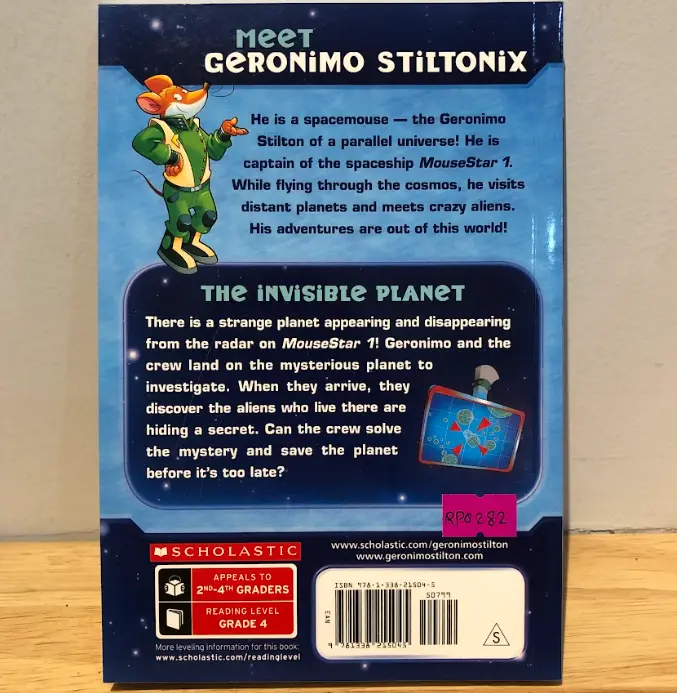 MEET
GERONIMO STILTONIX
He is a spacemouse — the Geronimo
Stilton of a parallel universe! He is
captain of the spaceship MouseStar 1.
While flying through the cosmos, he visits
distant planets and meets crazy aliens.
His adventures are out of this world!
THE INVISIBLE PLANET
There is a strange planet appearing and disappearing
from the radar on MouseStar 1! Geronimo and the
crew land on the mysterious planet to
investigate. When they arrive, they
discover the aliens who live there are
hiding a secret. Can the crew solve
the mystery and save the planet
before it's too late?
RP0282
SCHOLASTIC
www.scholastic.com/geronimostilton
www.geronimostilton.com
APPEALS TO
2ND–4TH GRADERS
READING LEVEL
GRADE 4
More leveling information for this book:
www.scholastic.com/readinglevel
ISBN 978-1-338-21504-5
50799
EAN
9 781338 215045
S